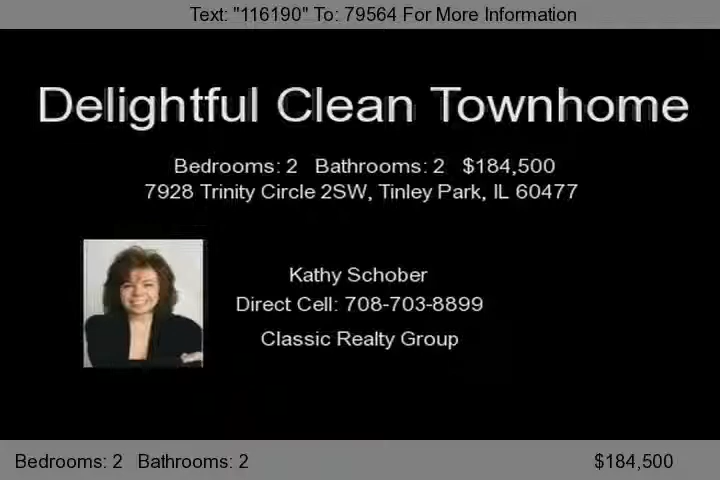 Text: "116190" To: 79564 For More Information
Delightful Clean Townhome
Bedrooms: 2 Bathrooms: 2 $184,500
7928 Trinity Circle 2SW, Tinley Park, IL 60477
Kathy Schober
Direct Cell: 708-703-8899
Classic Realty Group
Bedrooms: 2 Bathrooms: 2 $184,500